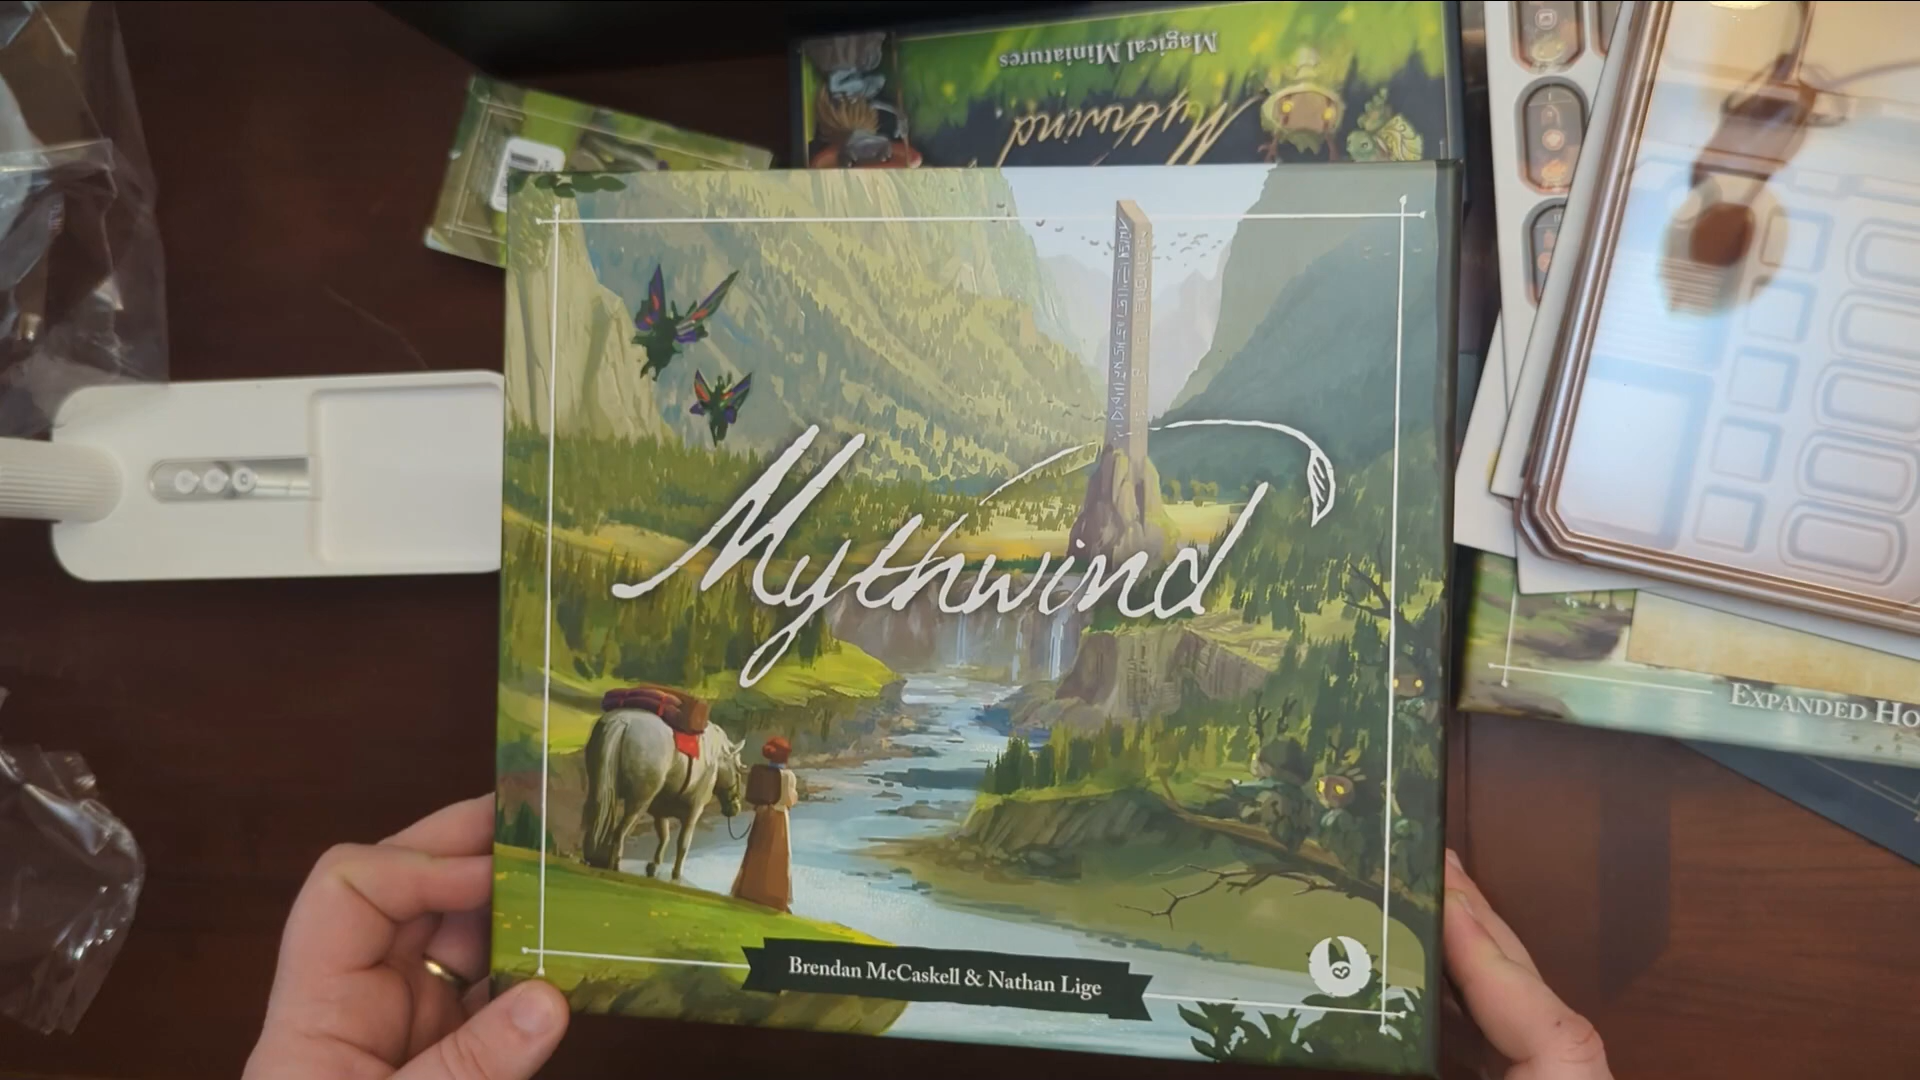 Magical Miniatures
Mythwind
Mythwind
EXPANDED HO
Brendan McCaskell & Nathan Lige